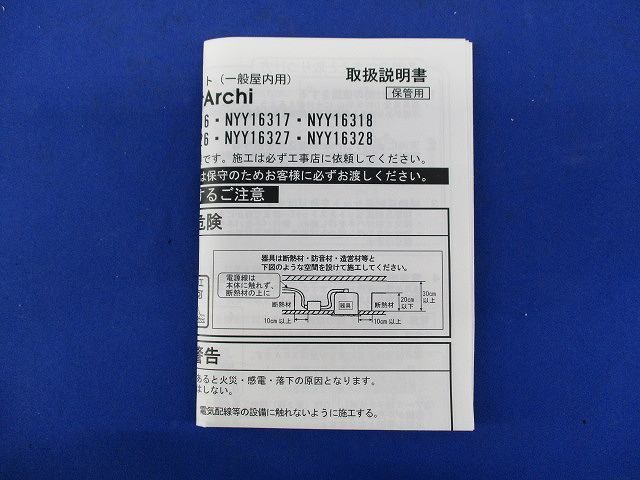 ト（一般屋内用）
取扱説明書
Archi
保管用
6・NYY16317・NYY16318
26・NYY16327・NYY16328
です。施工は必ず工事店に依頼してください。
は保守のためお客様に必ずお渡しください。
するご注意
危険
器具は断熱材・防音材・造営材等と
下図のような空間を設けて施工してください。
電源線は
本体に触れず、
断熱材の上に
断熱材
器具
断熱材
20cm
以下
30cm
以上
10cm以上
10cm以上
警告
あると火災・感電・落下の原因となります。
はしない。
電気配線等の設備に触れないように施工する。